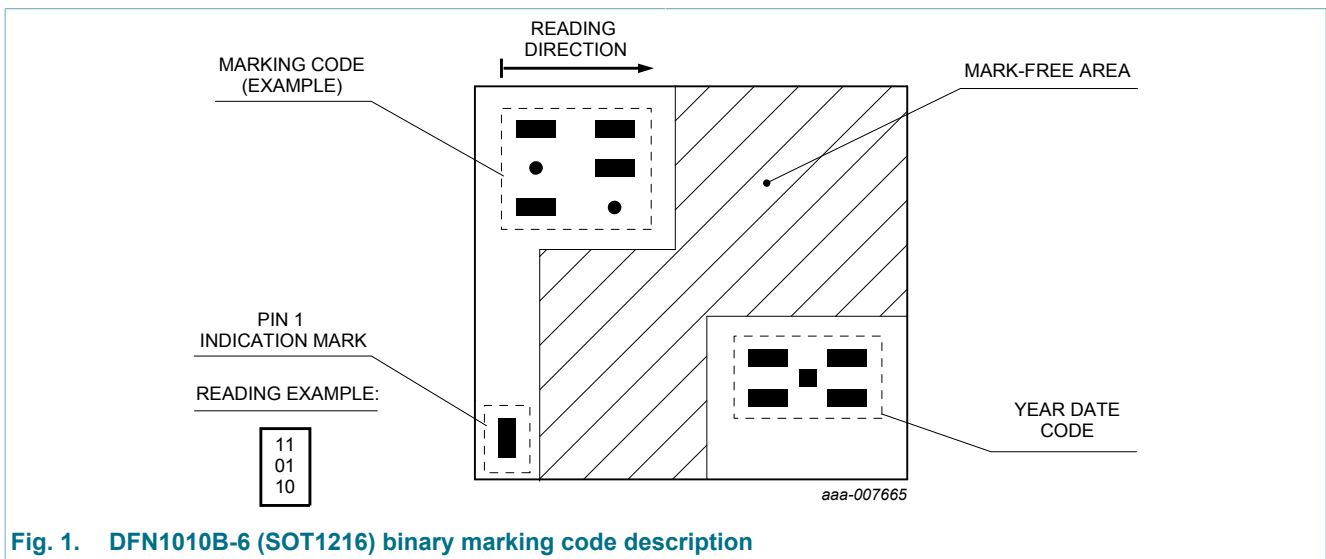 READING
DIRECTION
MARKING CODE
(EXAMPLE)
MARK-FREE AREA
PIN 1
INDICATION MARK
READING EXAMPLE:
11
01
10
YEAR DATE
CODE
aaa-007665
Fig. 1. DFN1010B-6 (SOT1216) binary marking code description